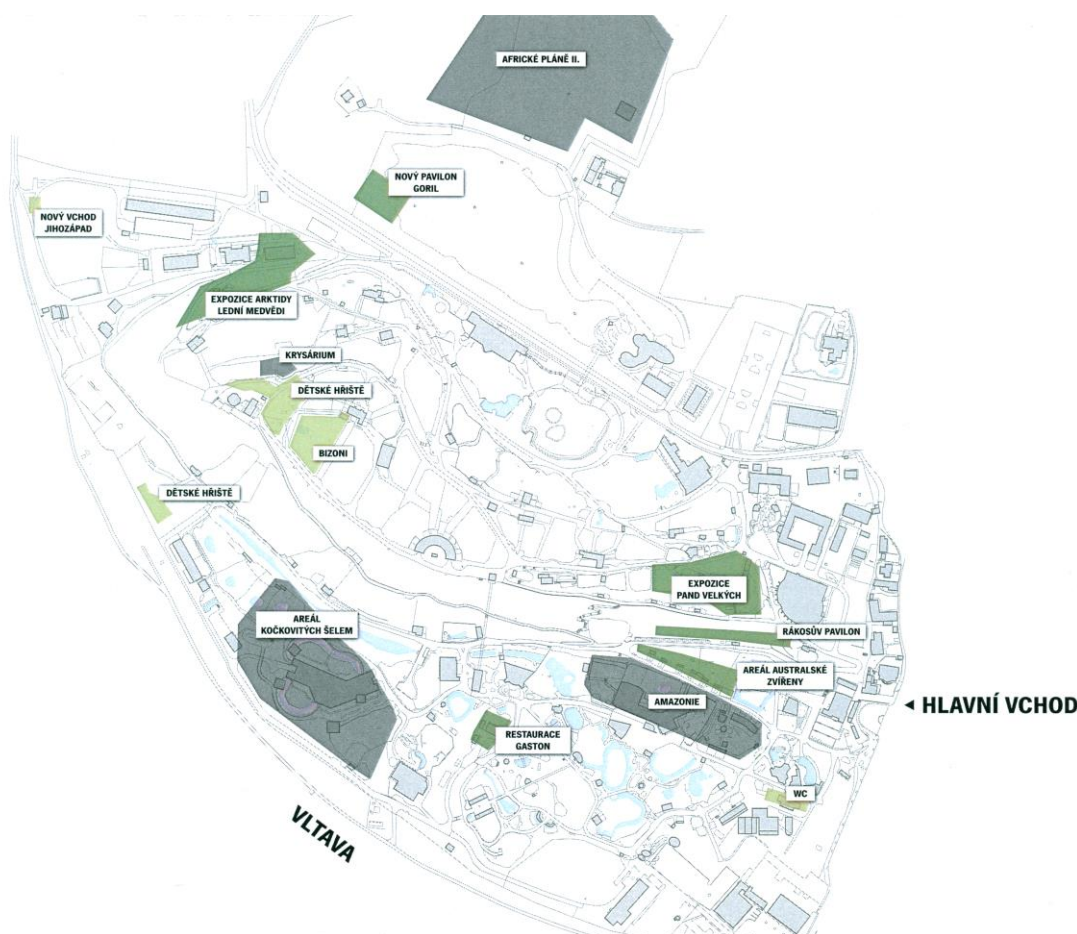 AFRICKÉ PLÁNĚ II.
NOVÝ PAVILON
GORIL
NOVÝ VCHOD
JIHOZÁPAD
EXPOZICE ARKTIDY
LEDNÍ MEDVĚDI
KRYSÁRIUM
DĚTSKÉ HŘIŠTĚ
BIZONI
DĚTSKÉ HŘIŠTĚ
EXPOZICE
PAND VELKÝCH
AREÁL
KOČKOVITÝCH ŠELEM
RÁKOSŮV PAVILON
AREÁL AUSTRALSKÉ
ZVÍŘENY
AMAZONIE
HLAVNÍ VCHOD
RESTAURACE
GASTON
WC
VLTAVA